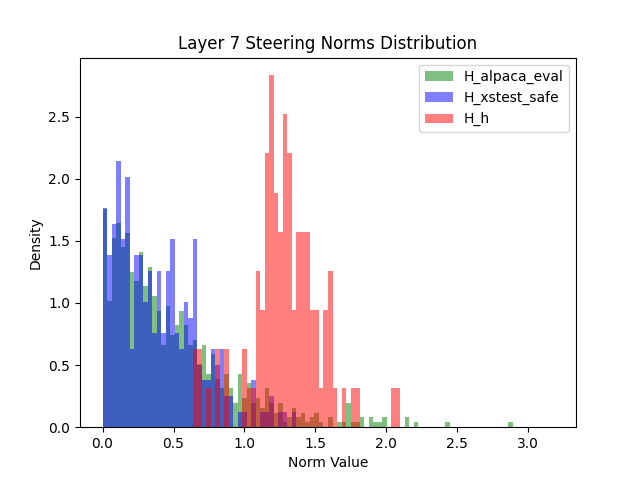 Layer 7 Steering Norms Distribution
H_alpaca_eval
H_xstest_safe
H_h
Density
2.5
2.0
1.5
1.0
0.5
0.0
0.0 0.5 1.0 1.5 2.0 2.5 3.0
Norm Value